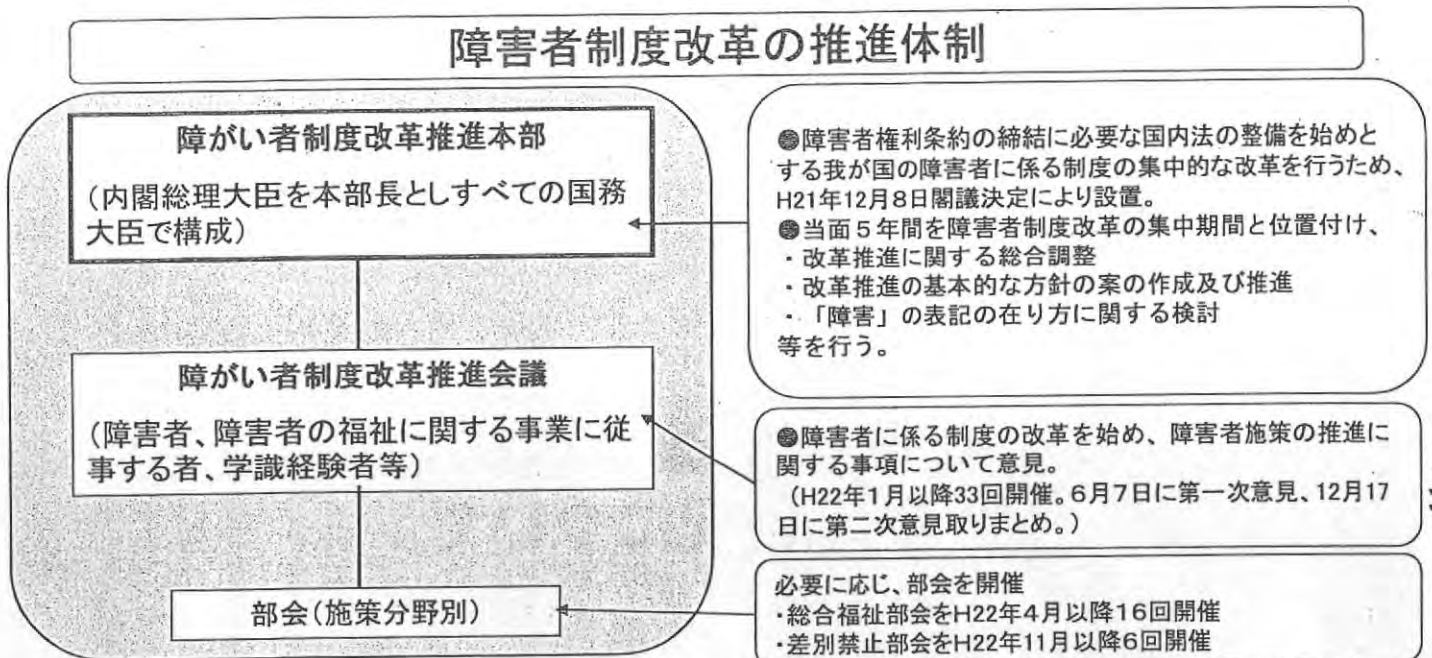 障害者制度改革の推進体制
障がい者制度改革推進本部
(内閣総理大臣を本部長としすべての国務
大臣で構成)
●障害者権利条約の締結に必要な国内法の整備を始めと
する我が国の障害者に係る制度の集中的な改革を行うため、
H21年12月8日閣議決定により設置。
●当面5年間を障害者制度改革の集中期間と位置付け、
・改革推進に関する総合調整
・改革推進の基本的な方針の案の作成及び推進
・「障害」の表記の在り方に関する検討
等を行う。
障がい者制度改革推進会議
(障害者、障害者の福祉に関する事業に従
事する者、学識経験者等)
●障害者に係る制度の改革を始め、障害者施策の推進に
関する事項について意見。
(H22年1月以降33回開催。6月7日に第一次意見、12月17
日に第二次意見取りまとめ。)
部会(施策分野別)
必要に応じ、部会を開催
・総合福祉部会をH22年4月以降16回開催
・差別禁止部会をH22年11月以降6回開催